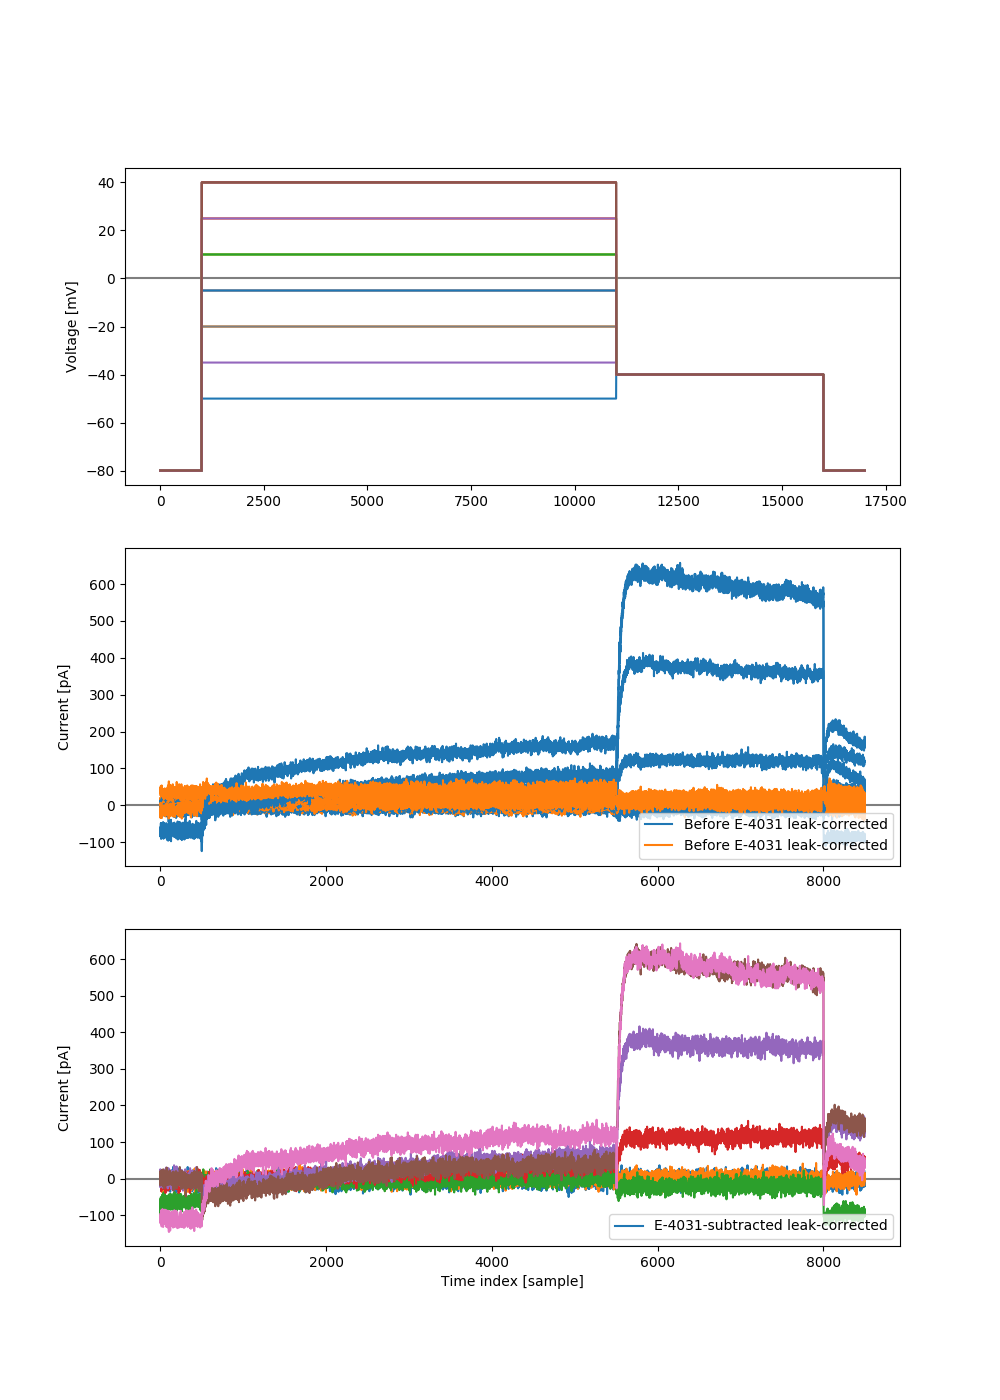 Voltage [mV]
40
20
0
−20
−40
−60
−80
0 2500 5000 7500 10000 12500 15000 17500
Current [pA]
600
500
400
300
200
100
0
−100
Before E-4031 leak-corrected
Before E-4031 leak-corrected
0 2000 4000 6000 8000
Current [pA]
600
500
400
300
200
100
0
−100
E-4031-subtracted leak-corrected
0 2000 4000 6000 8000
Time index [sample]